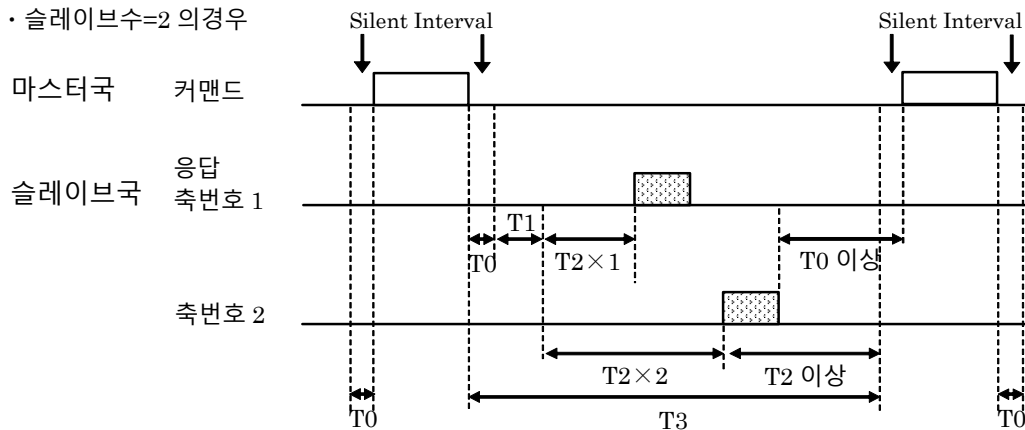 ・슬레이브수=2 의경우
Silent Interval
Silent Interval
마스터국 커맨드
슬레이브국
응답
축번호 1
T1
T0
T2×1
T0 이상
축번호 2
T2×2
T2 이상
T0
T3
T0